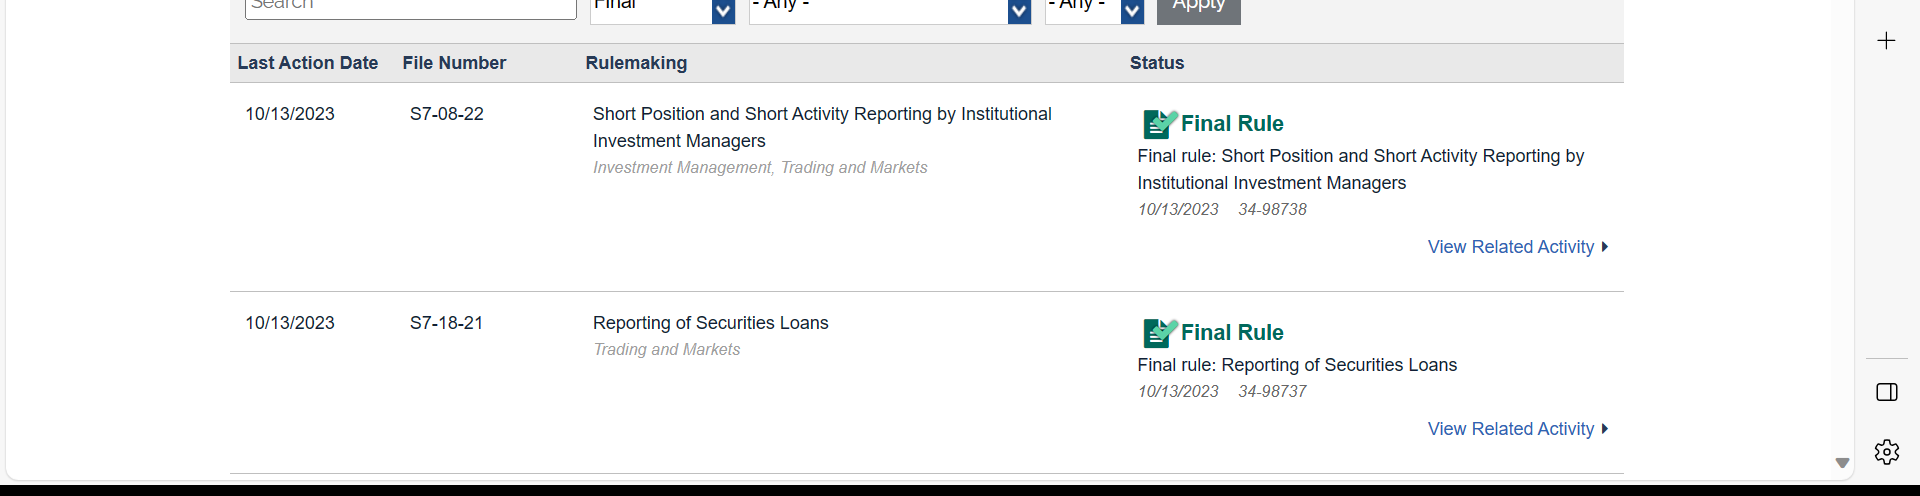 Search Final - Any - - Any - Apply
Last Action Date File Number Rulemaking Status
10/13/2023 S7-08-22 Short Position and Short Activity Reporting by Institutional
Investment Managers
Investment Management, Trading and Markets
Final Rule
Final rule: Short Position and Short Activity Reporting by
Institutional Investment Managers
10/13/2023 34-98738
View Related Activity
10/13/2023 S7-18-21 Reporting of Securities Loans
Trading and Markets
Final Rule
Final rule: Reporting of Securities Loans
10/13/2023 34-98737
View Related Activity